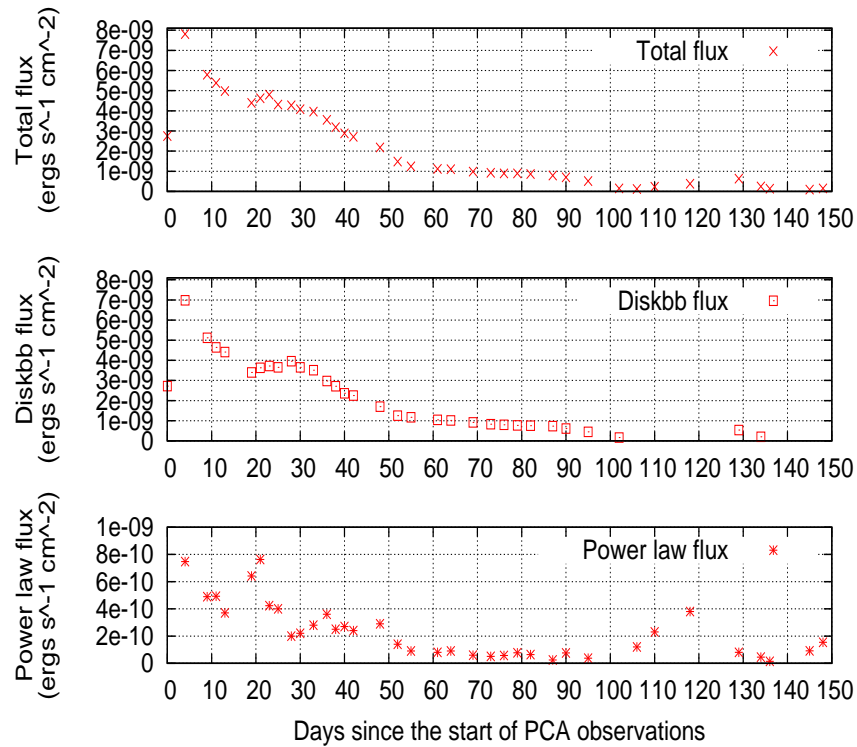 Total flux
(ergs s^-1 cm^-2)
8e-09
7e-09
6e-09
5e-09
4e-09
3e-09
2e-09
1e-09
0
Total flux
0 10 20 30 40 50 60 70 80 90 100 110 120 130 140 150
Diskbb flux
(ergs s^-1 cm^-2)
8e-09
7e-09
6e-09
5e-09
4e-09
3e-09
2e-09
1e-09
0
Diskbb flux
0 10 20 30 40 50 60 70 80 90 100 110 120 130 140 150
Power law flux
(ergs s^-1 cm^-2)
1e-09
8e-10
6e-10
4e-10
2e-10
0
Power law flux
0 10 20 30 40 50 60 70 80 90 100 110 120 130 140 150
Days since the start of PCA observations